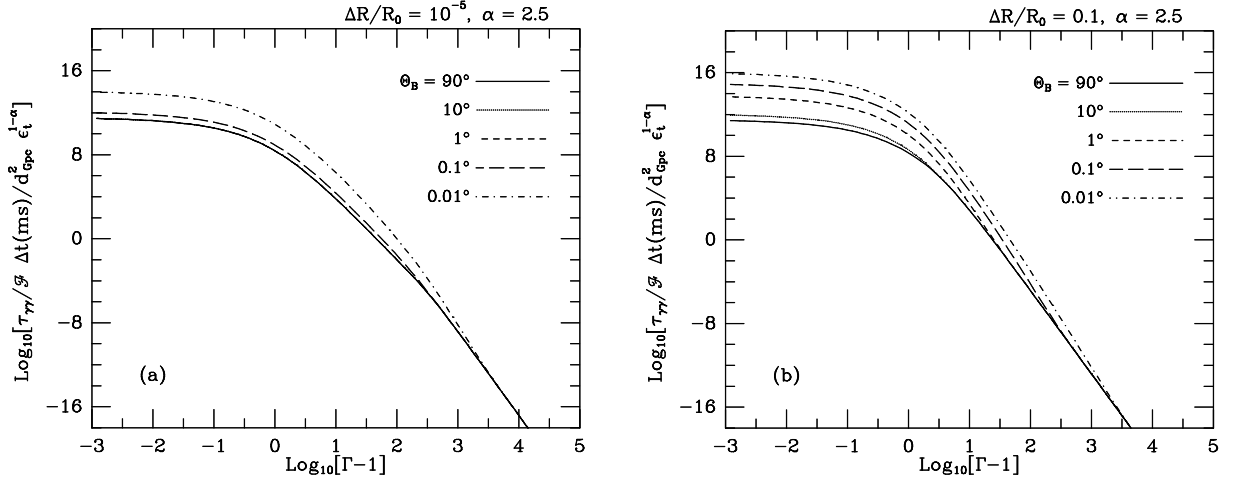 ΔR/R₀ = 10⁻⁵, α = 2.5
16
8
0
−8
−16
Log₁₀[τ_γγ/ℱ Δt(ms)/d²_Gpc ϵ_t^{1−α}]
Θ_B = 90°
10°
1°
0.1°
0.01°
(a)
−3 −2 −1 0 1 2 3 4 5
Log₁₀[Γ−1]
ΔR/R₀ = 0.1, α = 2.5
16
8
0
−8
−16
Log₁₀[τ_γγ/ℱ Δt(ms)/d²_Gpc ϵ_t^{1−α}]
Θ_B = 90°
10°
1°
0.1°
0.01°
(b)
−3 −2 −1 0 1 2 3 4 5
Log₁₀[Γ−1]